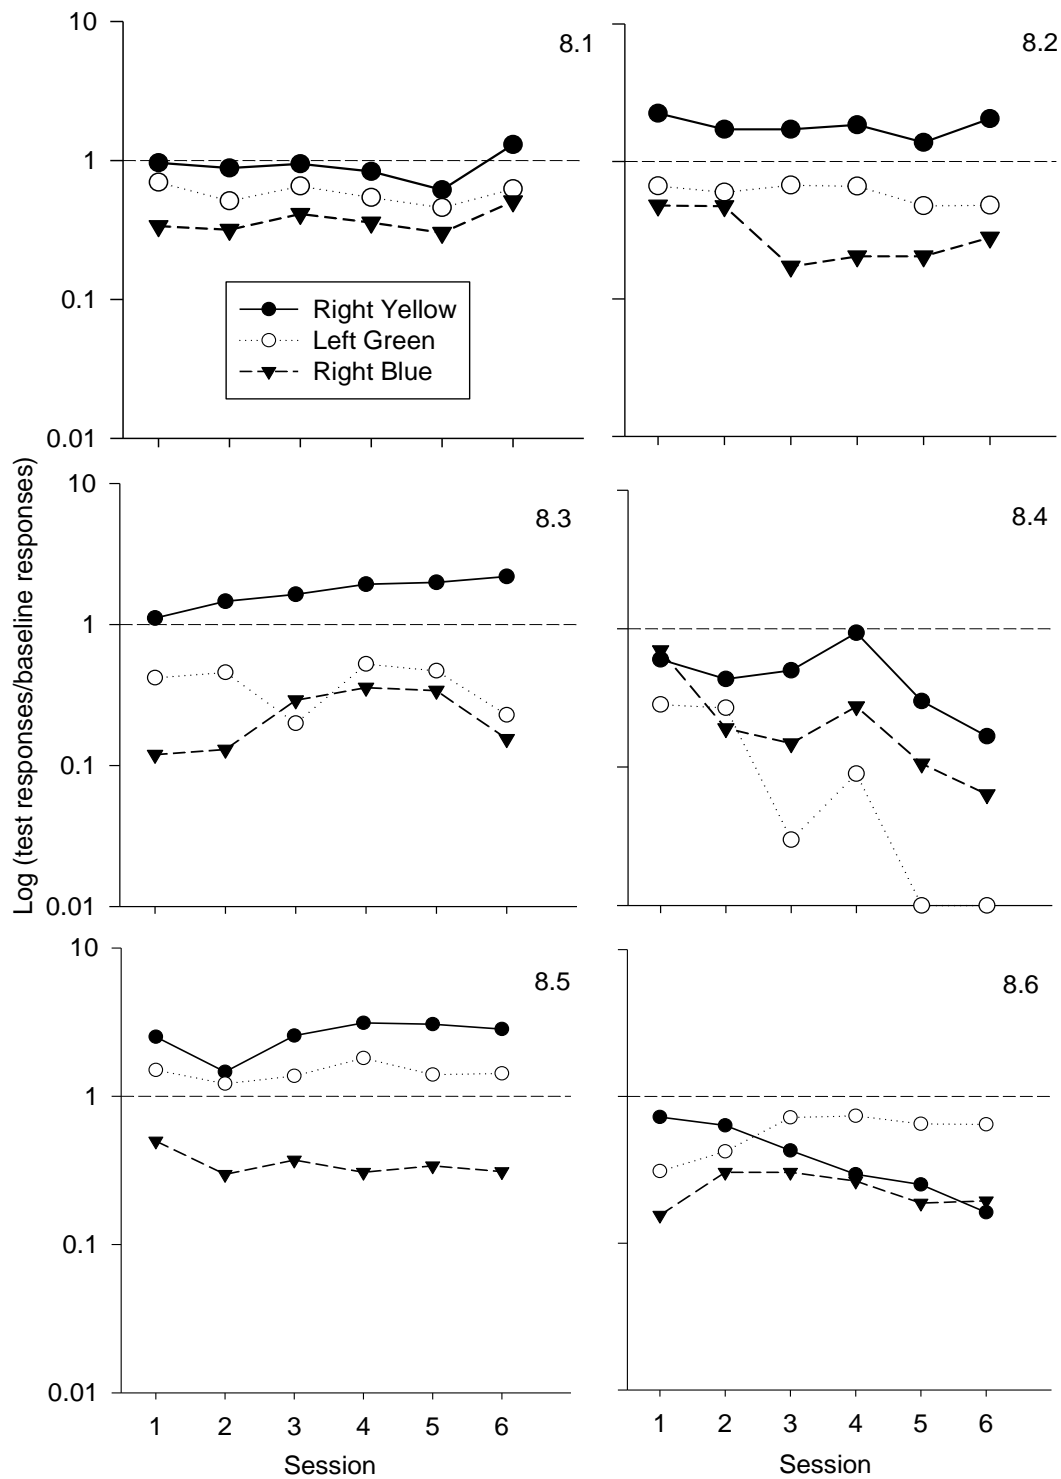 10
1
0.1
0.01
8.1
Right Yellow
Left Green
Right Blue
8.2
Log (test responses/baseline responses)
10
1
0.1
0.01
8.3
8.4
10
1
0.1
0.01
8.5
1 2 3 4 5 6
Session
8.6
1 2 3 4 5 6
Session